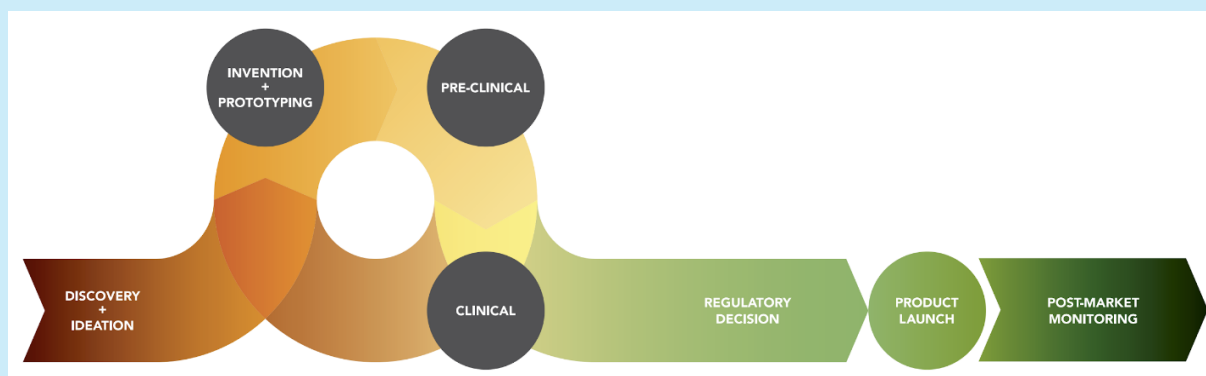 INVENTION
+
PROTOTYPING
PRE-CLINICAL
DISCOVERY
+
IDEATION
CLINICAL
REGULATORY
DECISION
PRODUCT
LAUNCH
POST-MARKET
MONITORING